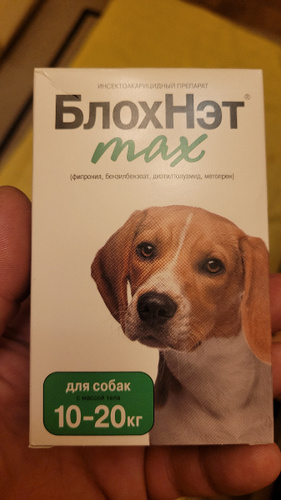 ИНСЕКТОАКАРИЦИДНЫЙ ПРЕПАРАТ
БлохНэт®
max
(фипронил, бензилбензоат, диэтилтолуамид, метопрен)
для собак
с массой тела
10-20кг